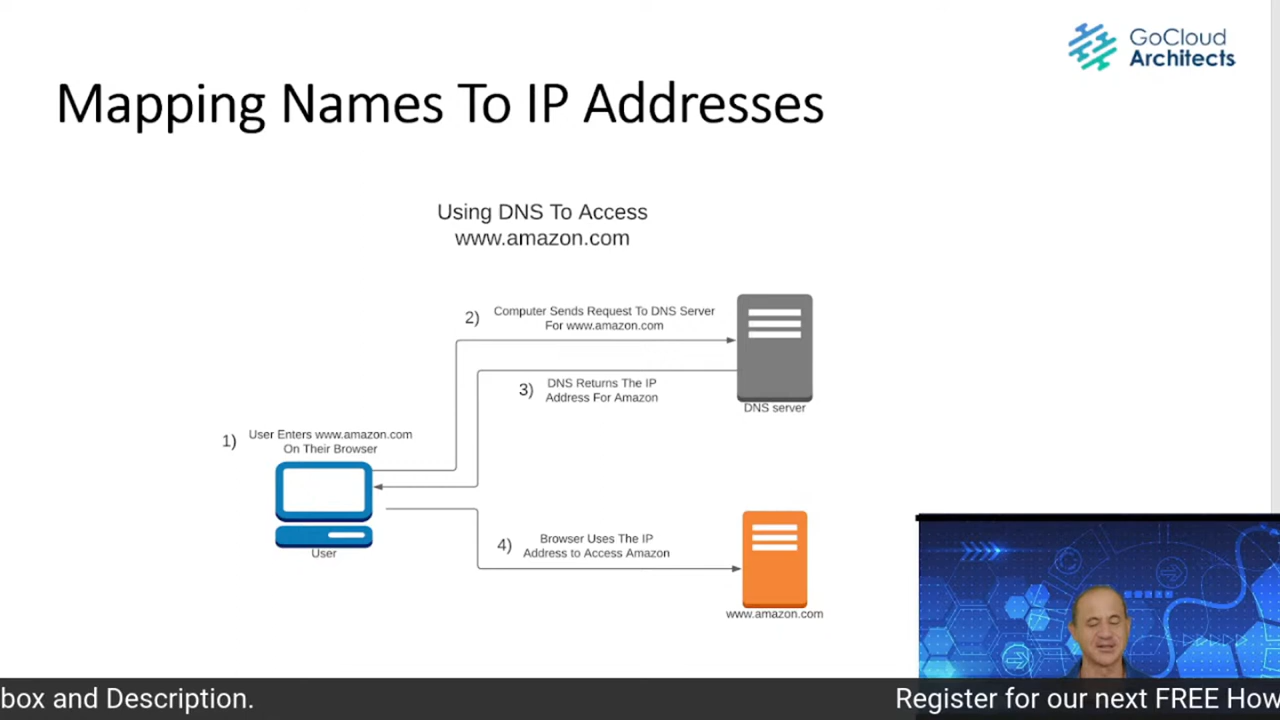 GoCloud
Architects
Mapping Names To IP Addresses
Using DNS To Access
www.amazon.com
2)
Computer Sends Request To DNS Server
For www.amazon.com
3)
DNS Returns The IP
Address For Amazon
DNS server
1)
User Enters www.amazon.com
On Their Browser
User
4)
Browser Uses The IP
Address to Access Amazon
www.amazon.com
box and Description.
Register for our next FREE How